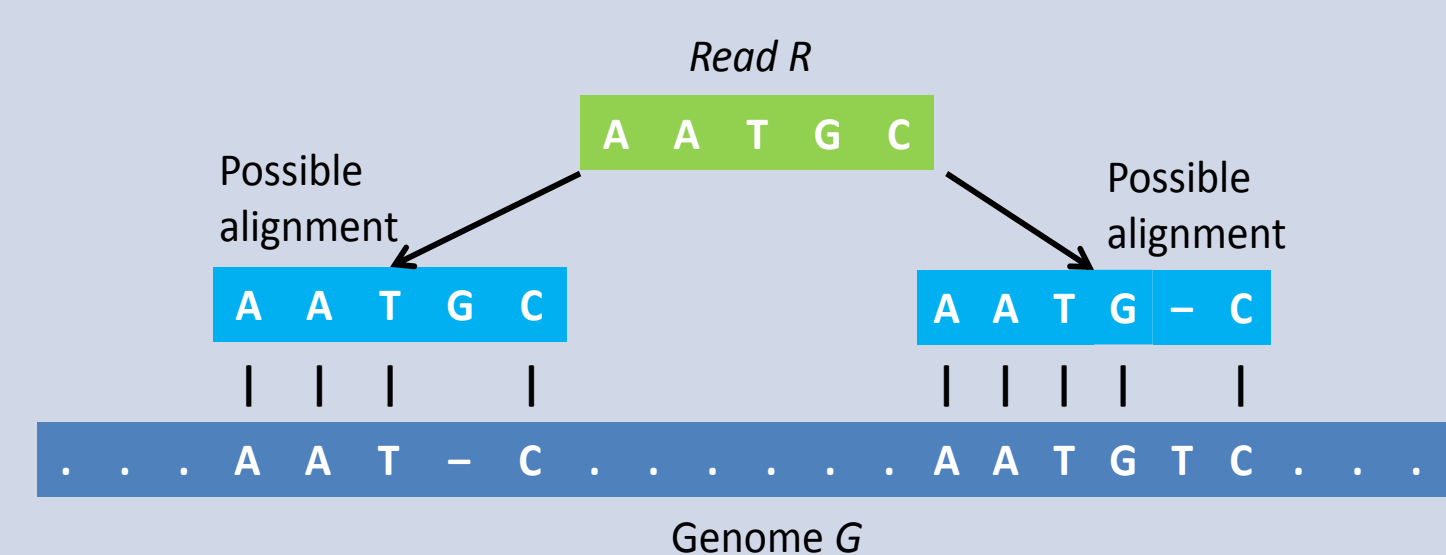 Read R
A A T G C
Possible
alignment
Possible
alignment
A A T G C
A A T G – C
| | | |
| | | | |
. . . A A T – C . . . . . . A A T G T C . . .
Genome G